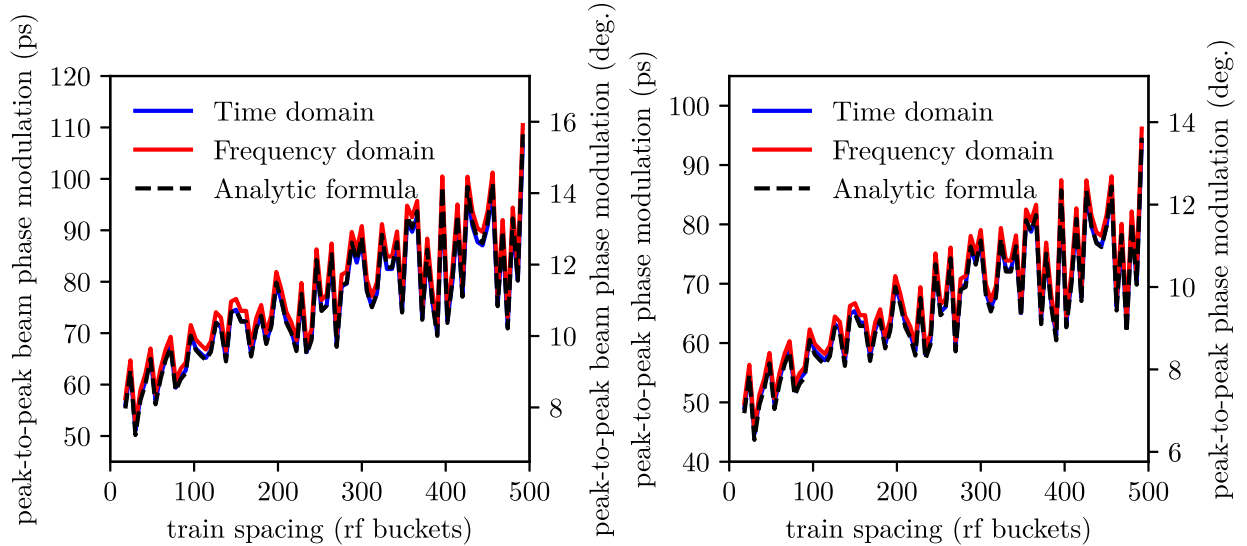 peak-to-peak beam phase modulation (ps)
120
110
100
90
80
70
60
50
Time domain
Frequency domain
Analytic formula
16
14
12
10
8
peak-to-peak beam phase modulation (deg.)
0 100 200 300 400 500
train spacing (rf buckets)
peak-to-peak phase modulation (ps)
100
90
80
70
60
50
40
Time domain
Frequency domain
Analytic formula
14
12
10
8
6
peak-to-peak phase modulation (deg.)
0 100 200 300 400 500
train spacing (rf buckets)